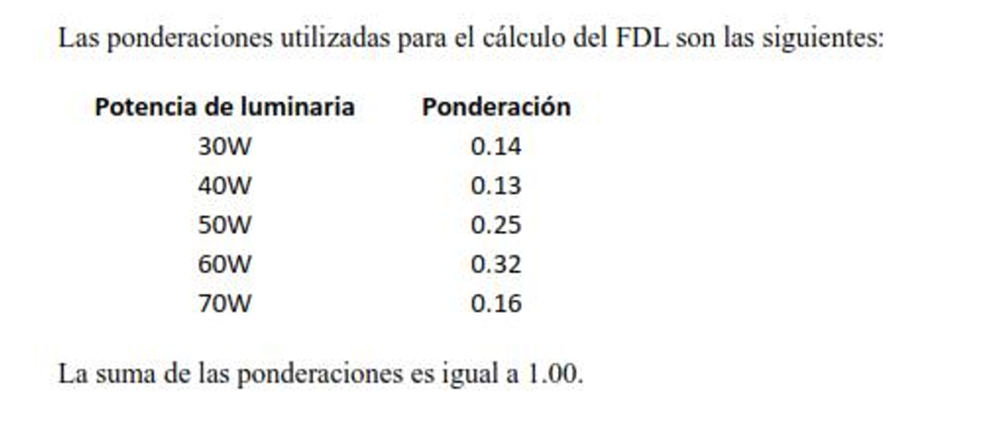 Las ponderaciones utilizadas para el cálculo del FDL son las siguientes:
Potencia de luminaria Ponderación
30W 0.14
40W 0.13
50W 0.25
60W 0.32
70W 0.16
La suma de las ponderaciones es igual a 1.00.